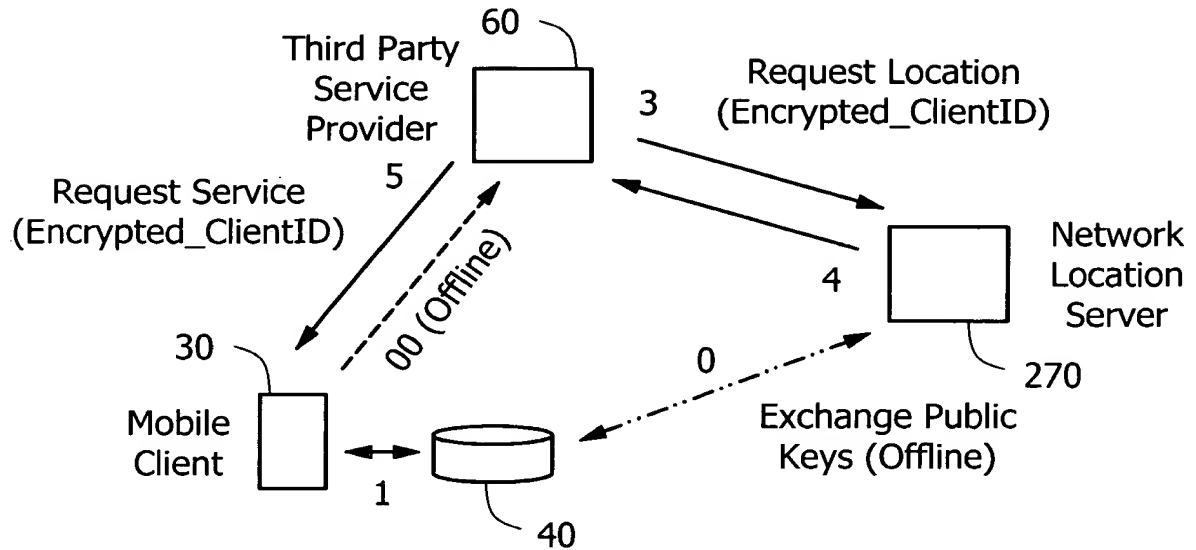 60
Third Party
Service
Provider
3
Request Location
(Encrypted_ClientID)
5
Request Service
(Encrypted_ClientID)
00 (Offline)
4
Network
Location
Server
30
0
270
Mobile
Client
Exchange Public
Keys (Offline)
1
40